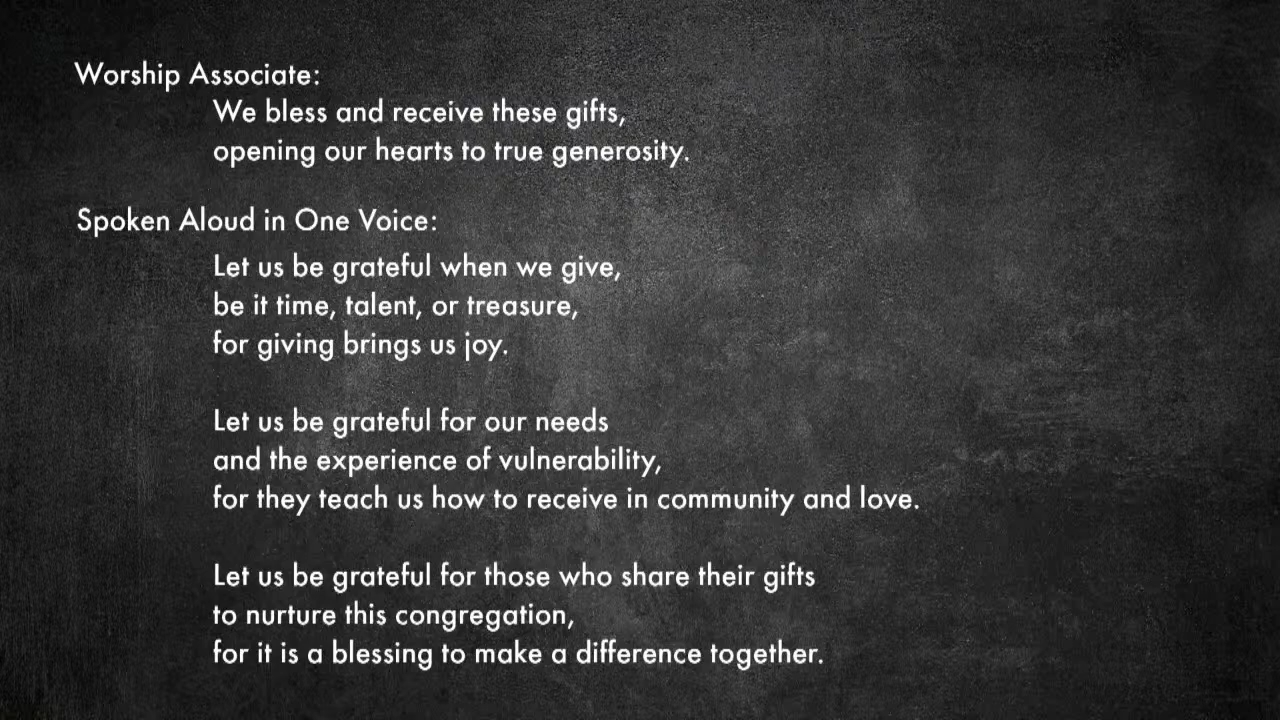 Worship Associate:
We bless and receive these gifts,
opening our hearts to true generosity.
Spoken Aloud in One Voice:
Let us be grateful when we give,
be it time, talent, or treasure,
for giving brings us joy.
Let us be grateful for our needs
and the experience of vulnerability,
for they teach us how to receive in community and love.
Let us be grateful for those who share their gifts
to nurture this congregation,
for it is a blessing to make a difference together.